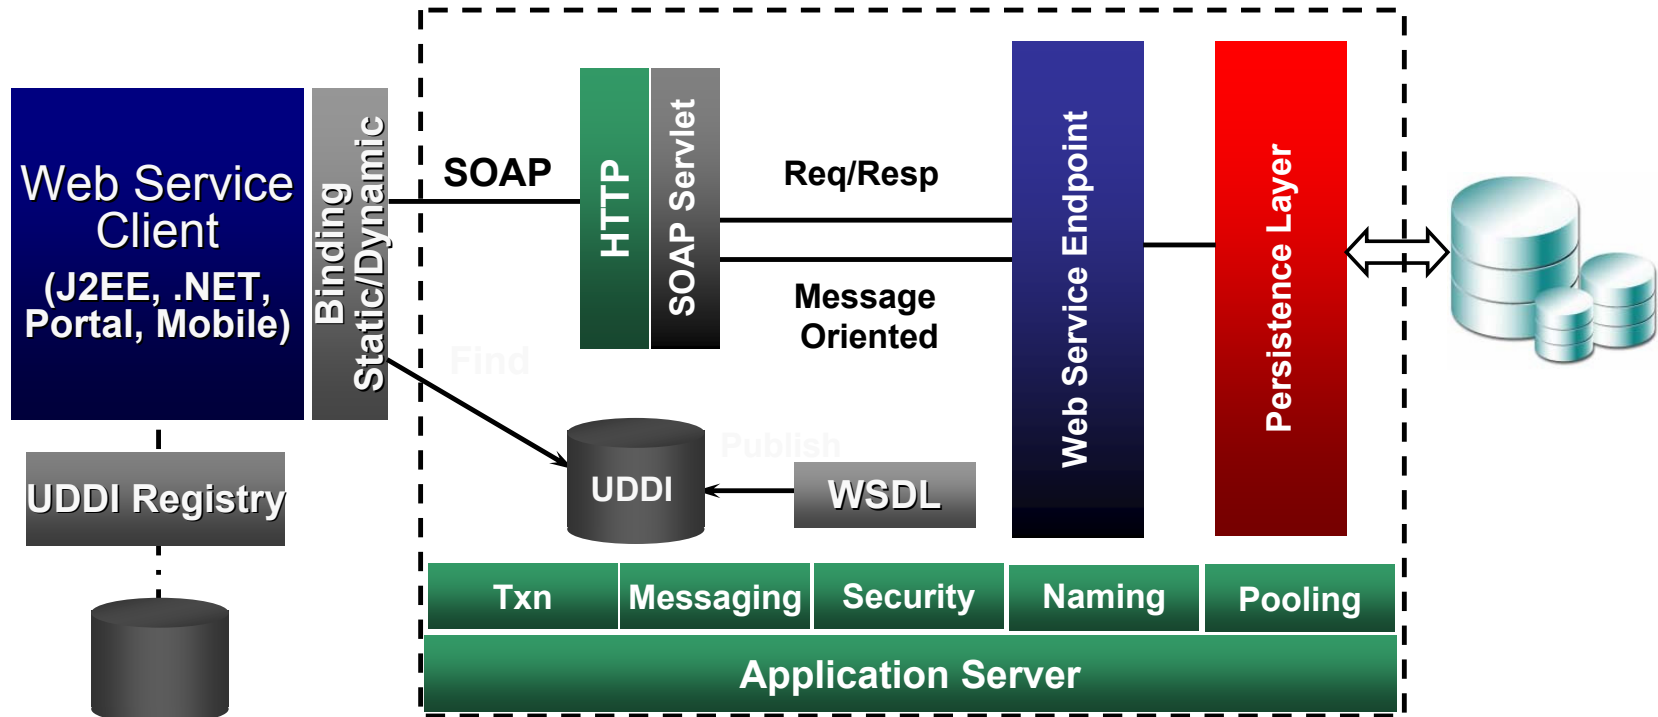 Web Service
Client
(J2EE, .NET,
Portal, Mobile)
Binding
Static/Dynamic
SOAP
HTTP
SOAP Servlet
Req/Resp
Message
Oriented
Web Service Endpoint
Persistence Layer
Find
Publish
UDDI
WSDL
UDDI Registry
Txn
Messaging
Security
Naming
Pooling
Application Server